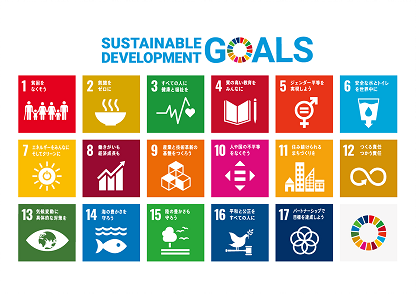 SUSTAINABLE
DEVELOPMENT
GOALS
1 貧困を
なくそう
2 飢餓を
ゼロに
3 すべての人に
健康と福祉を
4 質の高い教育を
みんなに
5 ジェンダー平等を
実現しよう
6 安全な水とトイレ
を世界中に
7 エネルギーをみんなに
そしてクリーンに
8 働きがいも
経済成長も
9 産業と技術革新の
基盤をつくろう
10 人や国の不平等
をなくそう
11 住み続けられる
まちづくりを
12 つくる責任
つかう責任
13 気候変動に
具体的な対策を
14 海の豊かさを
守ろう
15 陸の豊かさも
守ろう
16 平和と公正を
すべての人に
17 パートナーシップで
目標を達成しよう